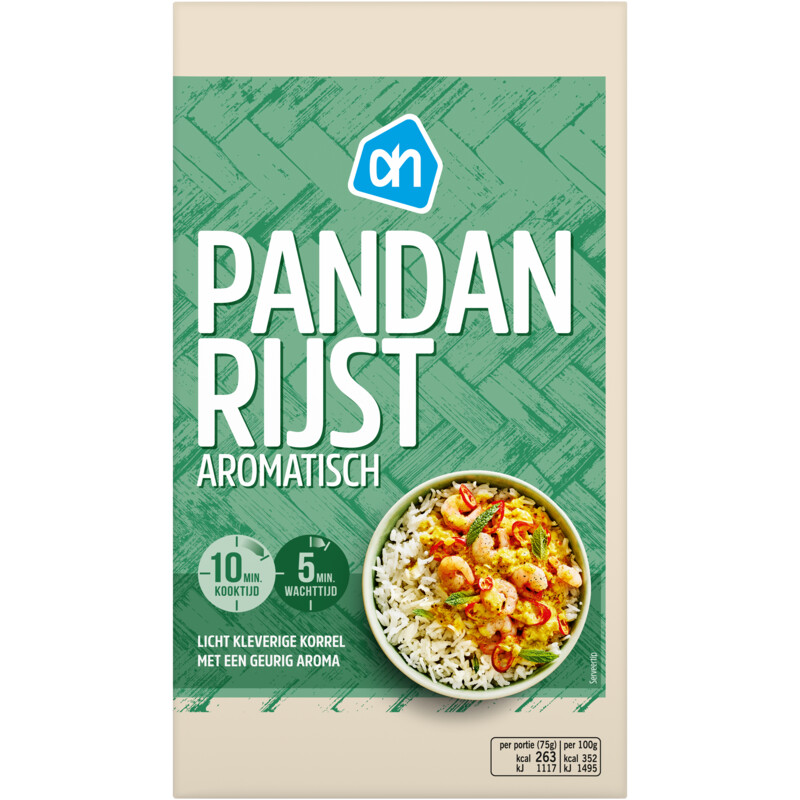 ah
PANDAN
RIJST
AROMATISCH
10 MIN.
KOOKTIJD
5 MIN.
WACHTTIJD
LICHT KLEVERIGE KORREL
MET EEN GEURIG AROMA
Serveertip
per portie (75g) per 100g
kcal 263 kcal 352
kJ 1117 kJ 1495